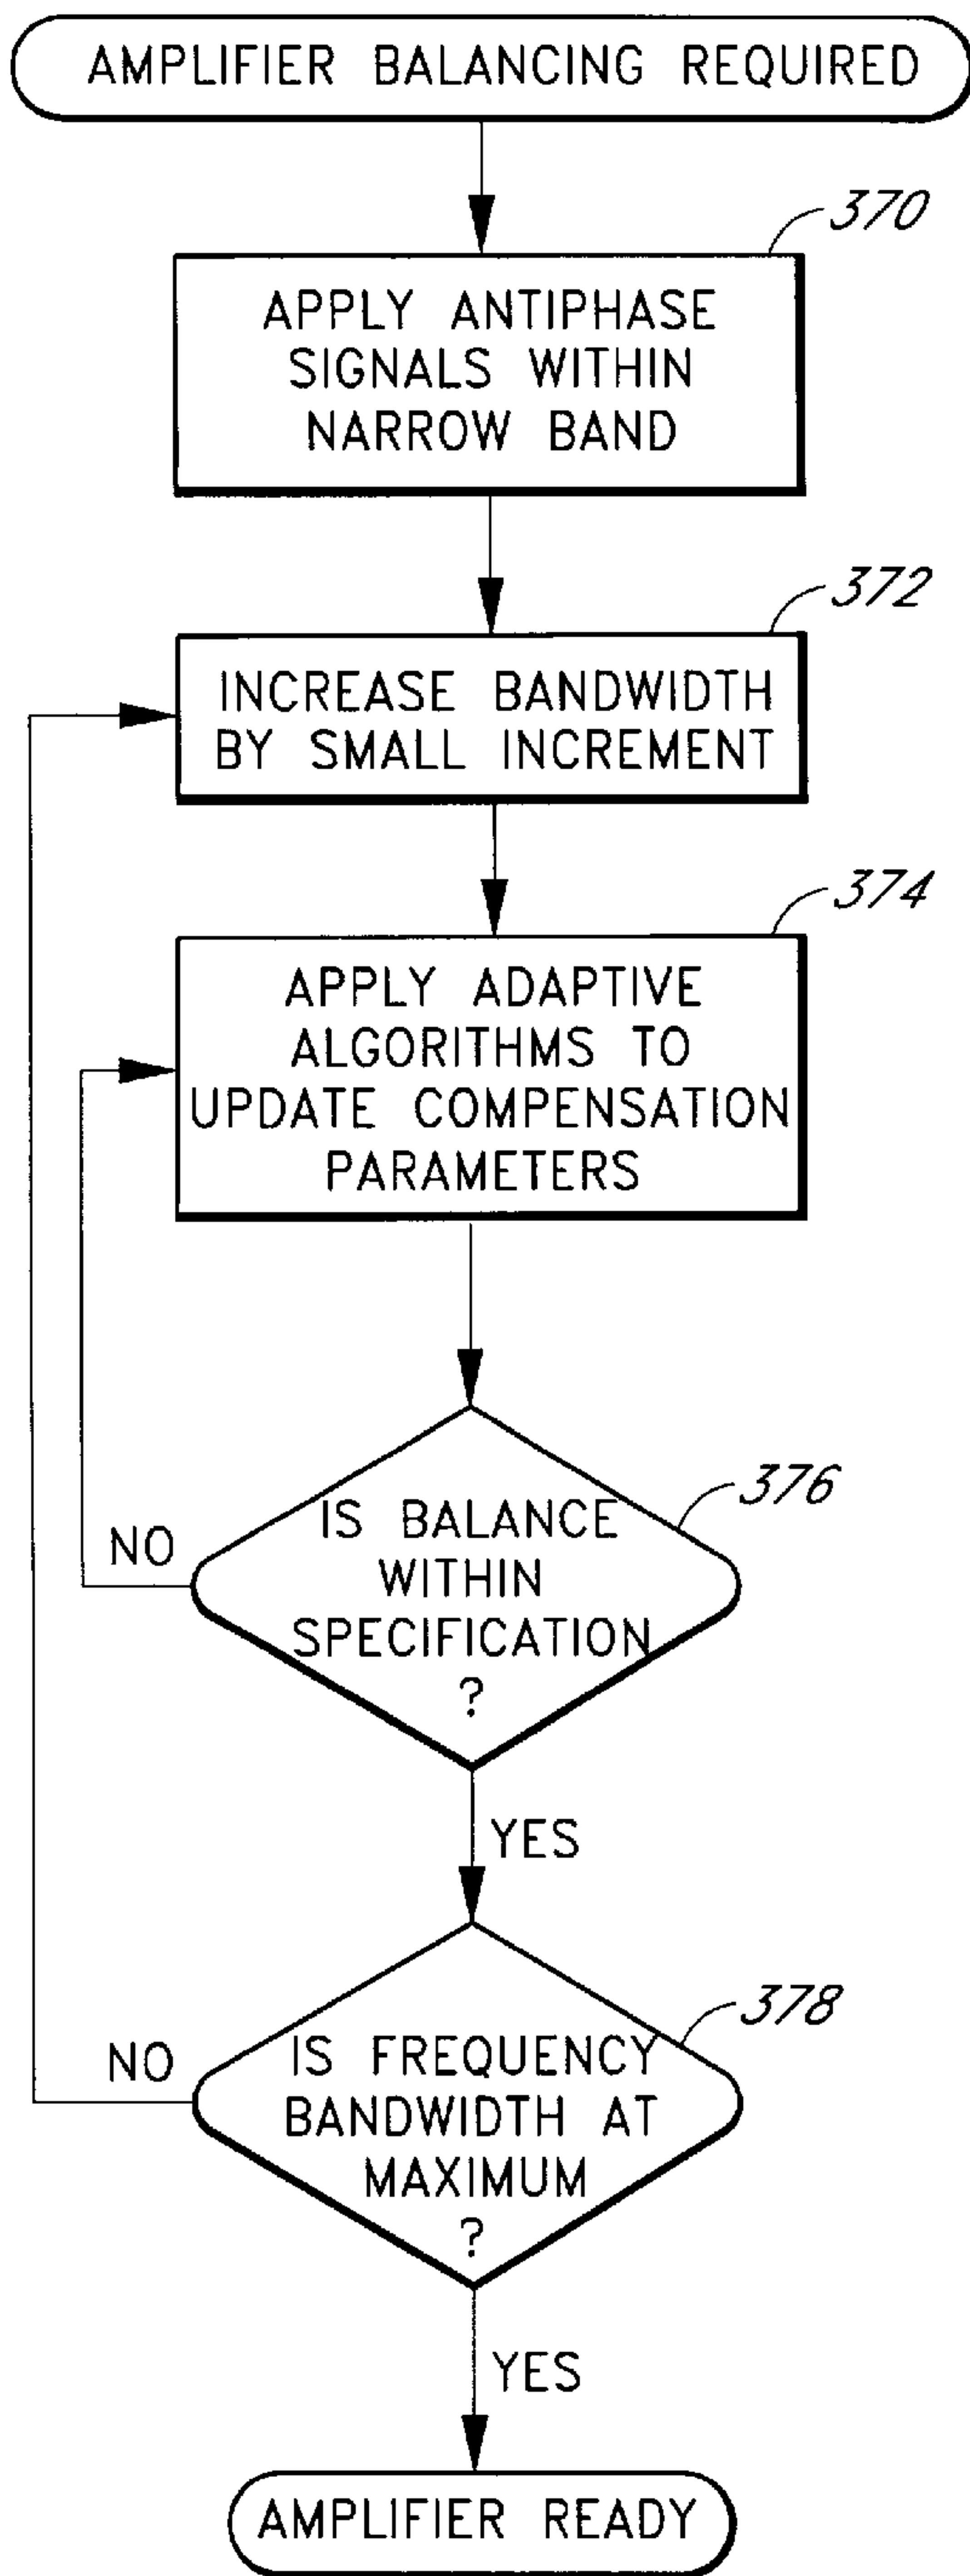 AMPLIFIER BALANCING REQUIRED
370
APPLY ANTIPHASE
SIGNALS WITHIN
NARROW BAND
372
INCREASE BANDWIDTH
BY SMALL INCREMENT
374
APPLY ADAPTIVE
ALGORITHMS TO
UPDATE COMPENSATION
PARAMETERS
376
IS BALANCE
WITHIN
SPECIFICATION
?
NO
YES
378
IS FREQUENCY
BANDWIDTH AT
MAXIMUM
?
NO
YES
AMPLIFIER READY